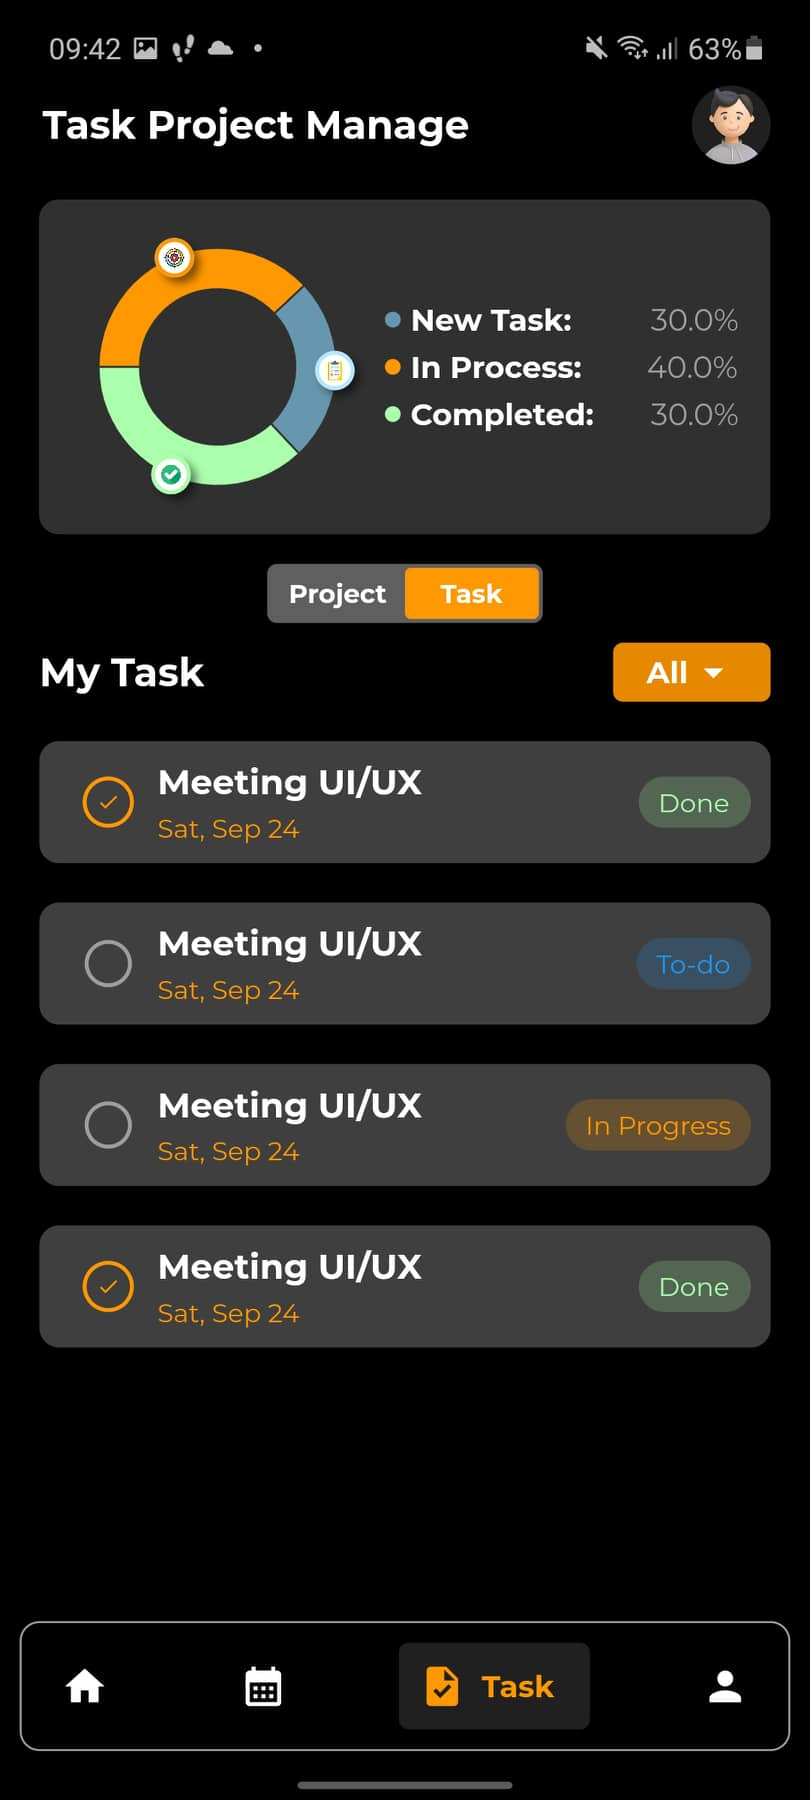 09:42 63%
Task Project Manage
New Task: 30.0%
In Process: 40.0%
Completed: 30.0%
Project Task
My Task All
Meeting UI/UX
Sat, Sep 24
Done
Meeting UI/UX
Sat, Sep 24
To-do
Meeting UI/UX
Sat, Sep 24
In Progress
Meeting UI/UX
Sat, Sep 24
Done
Task